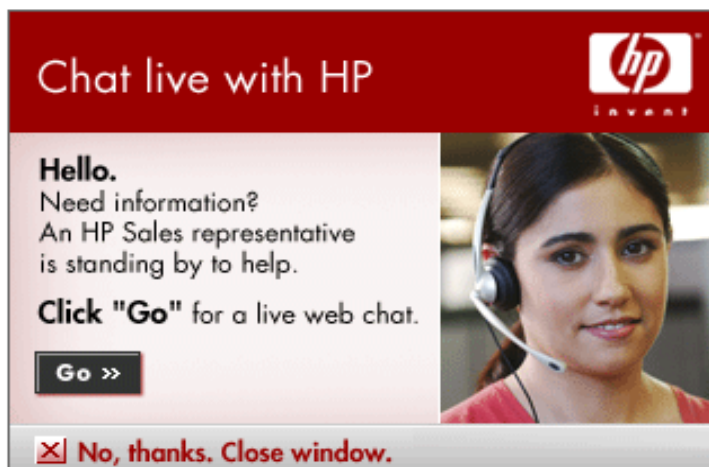 Chat live with HP
hp
invent
Hello.
Need information?
An HP Sales representative
is standing by to help.
Click "Go" for a live web chat.
Go >>
No, thanks. Close window.